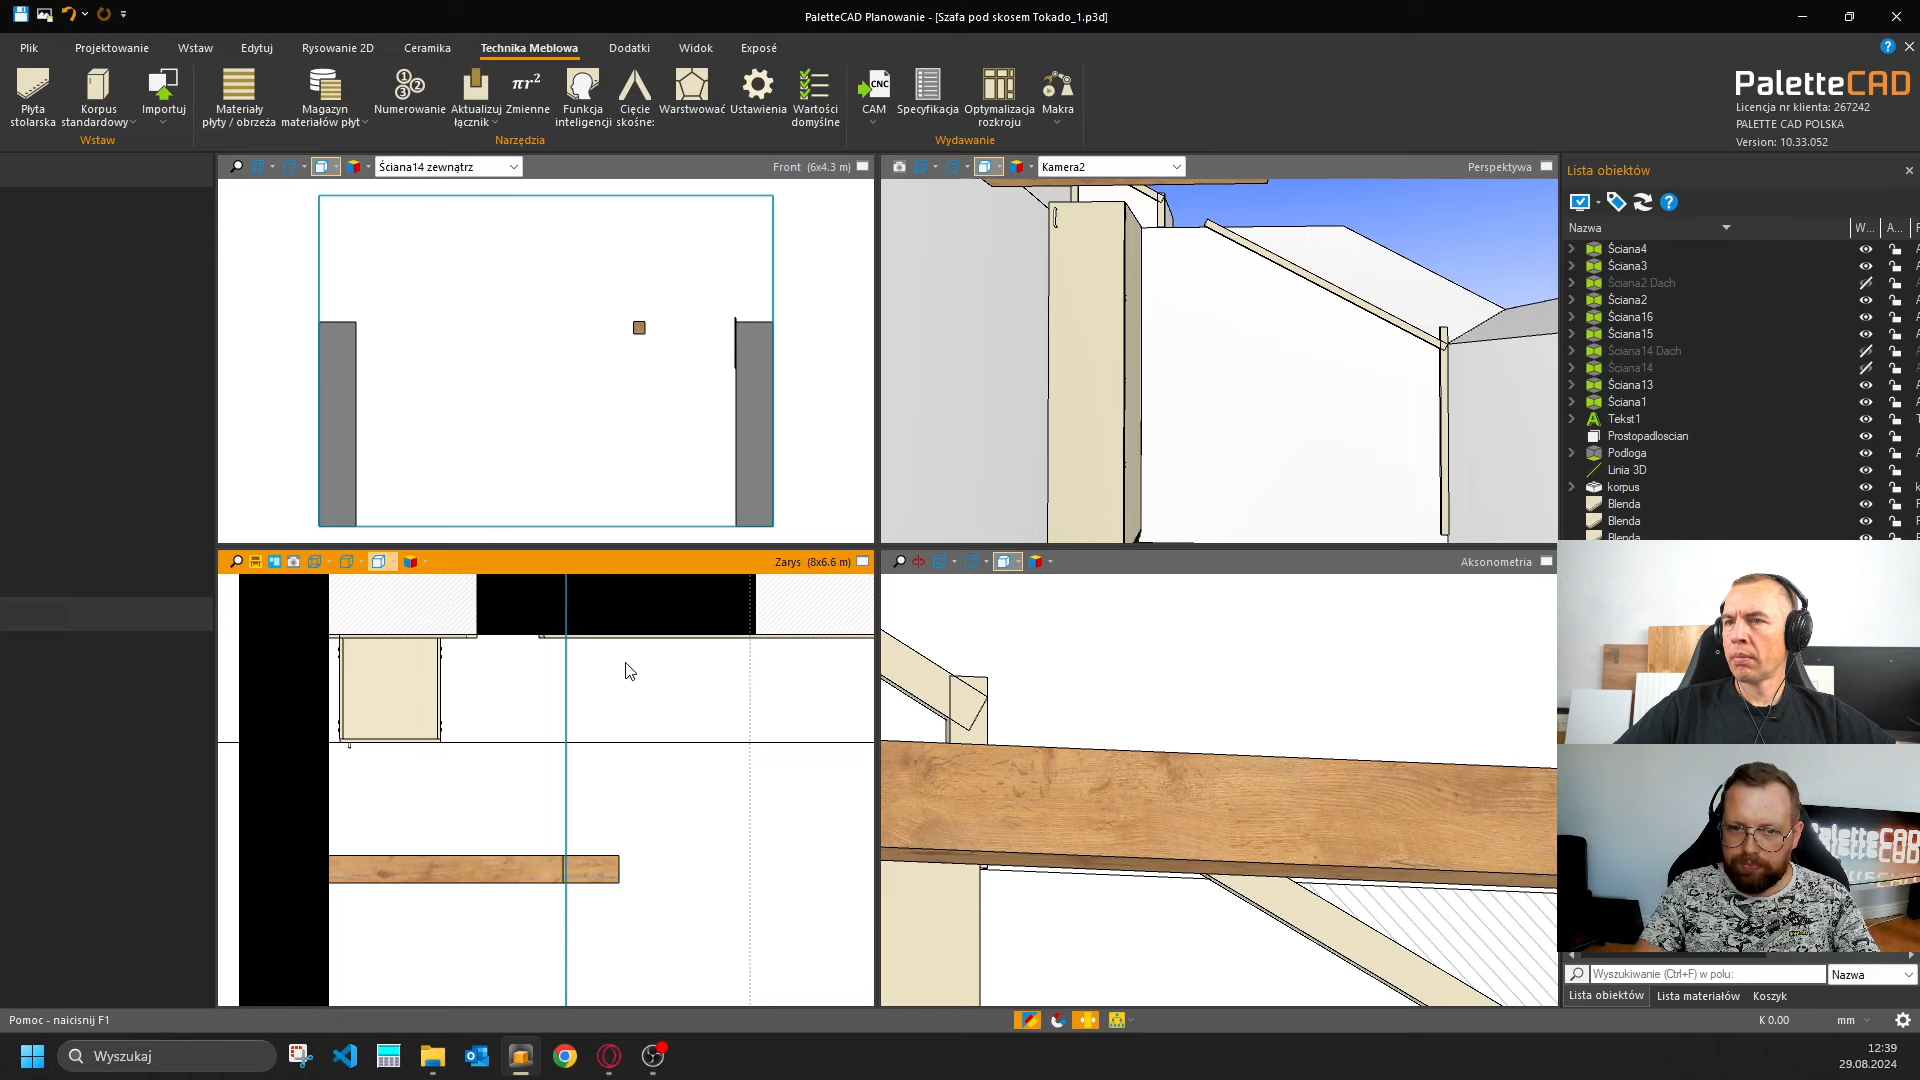 PaletteCAD Planowanie - [Szafa pod skosem Tokado_1.p3d]
Plik Projektowanie Wstaw Edytuj Rysowanie 2D Ceramika Technika Meblowa Dodatki Widok Exposé
Płyta stolarska
Korpus standardowy
Importuj
Wstaw
Materiały płyty / obrzeża
Magazyn materiałów płyt
Numerowanie
Aktualizuj łącznik
πr² Zmienne
Funkcja inteligencji
Cięcie skośne:
Warstwować
Ustawienia
Wartości domyślne
Narzędzia
CNC
CAM
Specyfikacja
Optymalizacja rozkroju
Makra
Wydawanie
PaletteCAD
Licencja nr klienta: 267242
PALETTE CAD POLSKA
Version: 10.33.052
Ściana14 zewnątrz
Front (6x4.3 m)
Kamera2
Perspektywa
Zarys (8x6.6 m)
Aksonometria
Lista obiektów
Nazwa W... A...
Ściana4
Ściana3
Ściana2 Dach
Ściana2
Ściana16
Ściana15
Ściana14 Dach
Ściana14
Ściana13
Ściana1
Tekst1
Prostopadloscian
Podloga
Linia 3D
korpus
Blenda
Blenda
Blenda
Wyszukiwanie (Ctrl+F) w polu: Nazwa
Lista obiektów Lista materiałów Koszyk
Pomoc - naicisnij F1
K 0.00 mm
Wyszukaj
12:39
29.08.2024